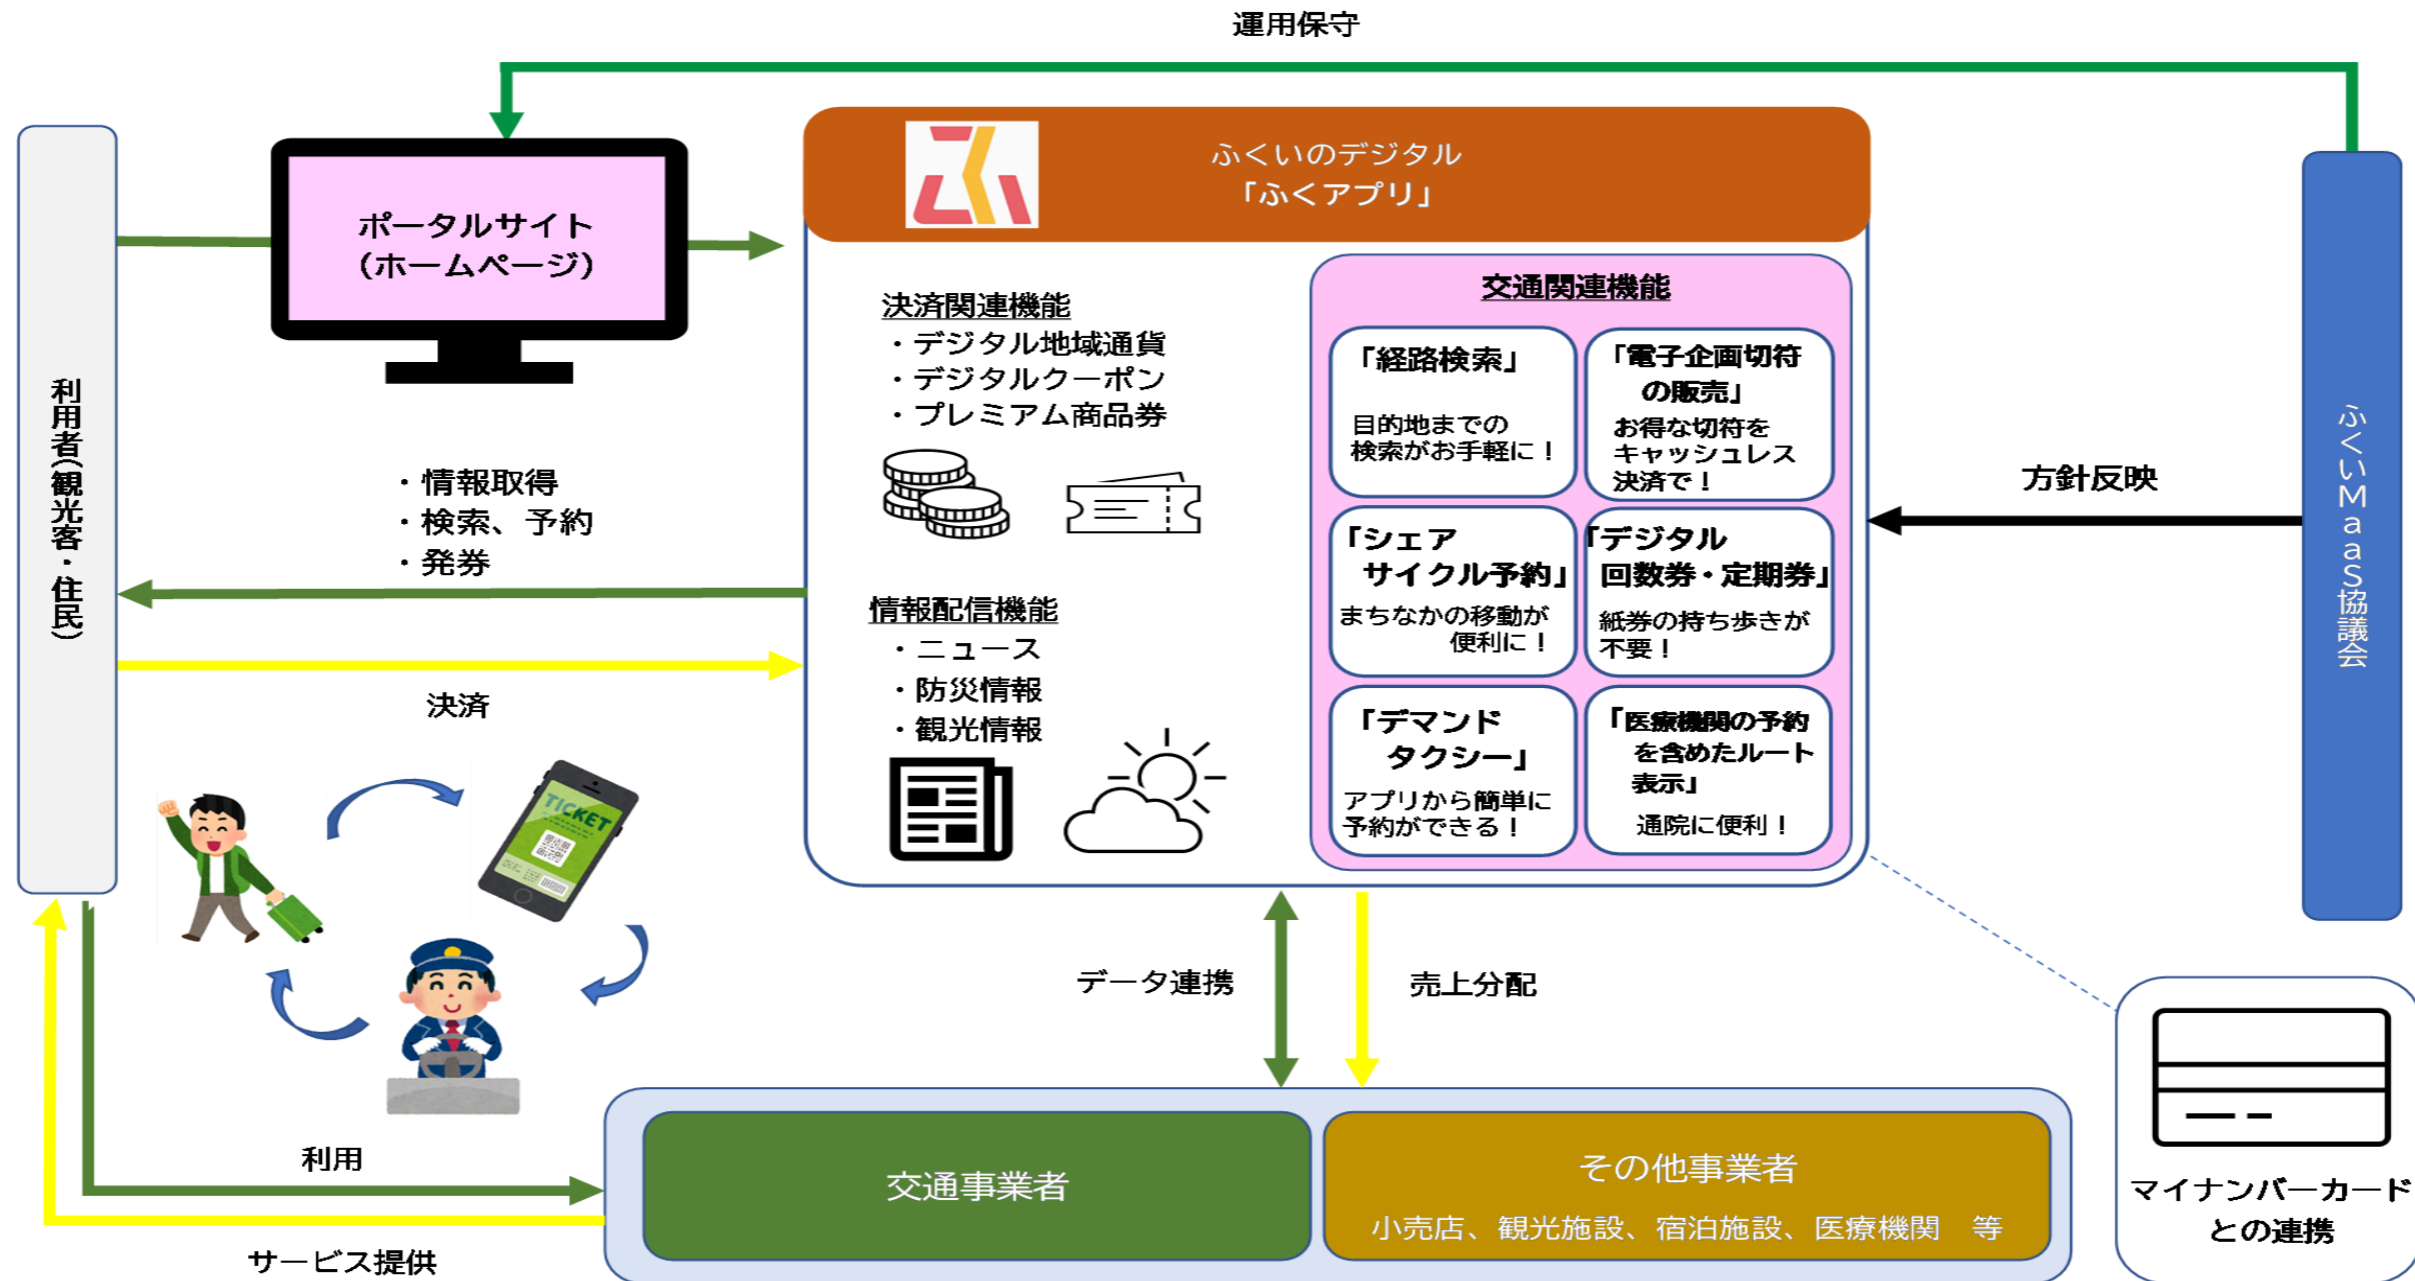 運用保守
ポータルサイト
（ホームページ）
利用者（観光客・住民）
・情報取得
・検索、予約
・発券
決済
ふくいのデジタル
「ふくアプリ」
決済関連機能
・デジタル地域通貨
・デジタルクーポン
・プレミアム商品券
情報配信機能
・ニュース
・防災情報
・観光情報
交通関連機能
「経路検索」
目的地までの
検索がお手軽に！
「電子企画切符
の販売」
お得な切符を
キャッシュレス
決済で！
「シェア
サイクル予約」
まちなかの移動が
便利に！
「デジタル
回数券・定期券」
紙券の持ち歩きが
不要！
「デマンド
タクシー」
アプリから簡単に
予約ができる！
「医療機関の予約
を含めたルート
表示」
通院に便利！
方針反映
ふくいMaaS協議会
TICKET
データ連携
売上分配
利用
サービス提供
交通事業者
その他事業者
小売店、観光施設、宿泊施設、医療機関　等
マイナンバーカード
との連携